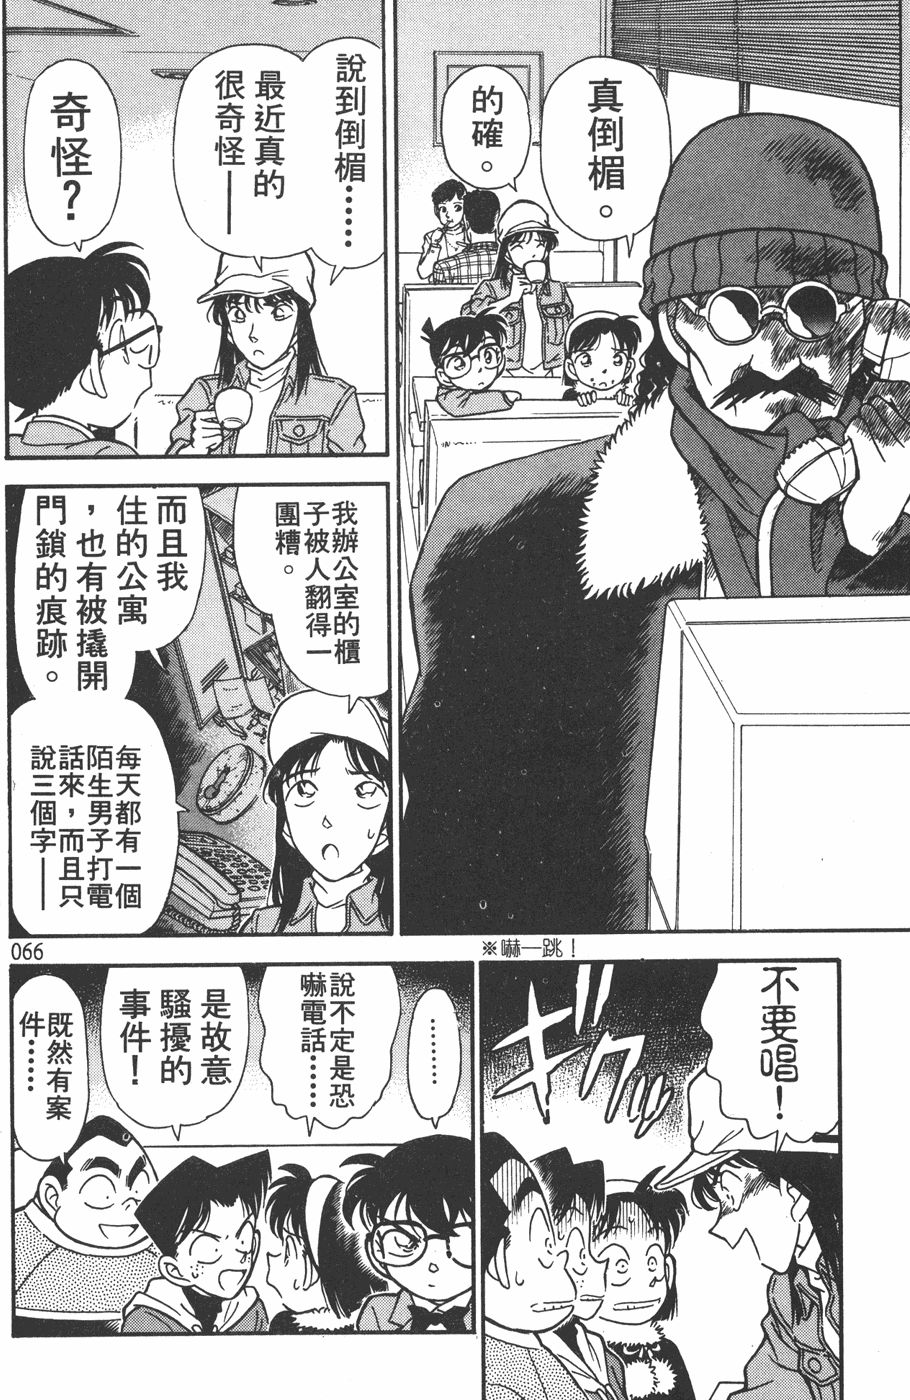 真倒楣。
的確。
說到倒楣……
最近真的
很奇怪——
奇怪？
我辦公室的櫃
子被人翻得一
團糟。
而且我
住的公寓
，也有被撬開
門鎖的痕跡。
每天都有一個
陌生男子打電
話來，而且只
說三個字——
066
※嚇一跳！
不要唱！
………
說不定是恐
嚇電話……
是故意
騷擾的
事件！
既然有案
件……